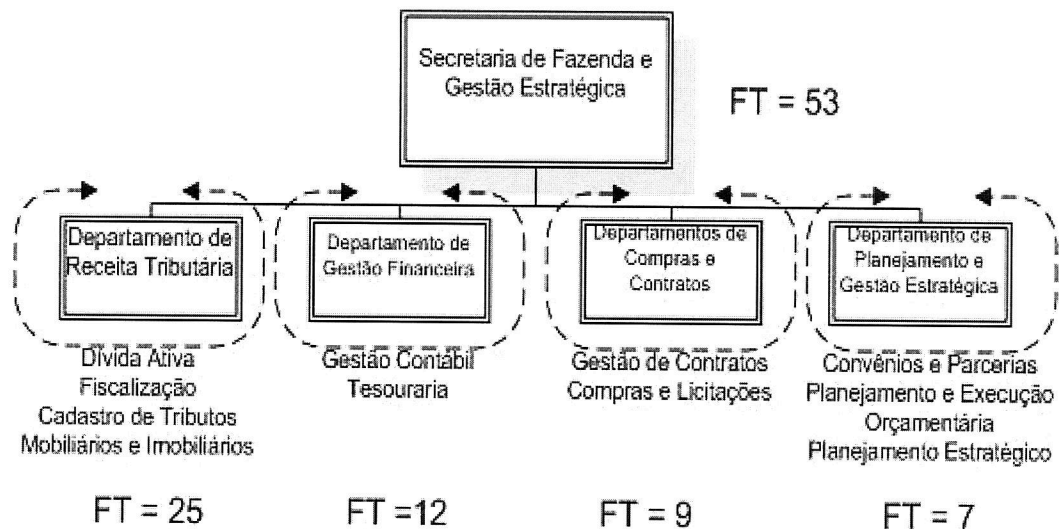 Secretaria de Fazenda e
Gestão Estratégica
FT = 53
Departamento de
Receita Tributária
Departamento de
Gestão Financeira
Departamentos de
Compras e
Contratos
Departamento de
Planejamento e
Gestão Estratégica
Dívida Ativa
Fiscalização
Cadastro de Tributos
Mobiliários e Imobiliários
Gestão Contábil
Tesouraria
Gestão de Contratos
Compras e Licitações
Convênios e Parcerias
Planejamento e Execução
Orçamentária
Planejamento Estratégico
FT = 25
FT =12
FT = 9
FT = 7